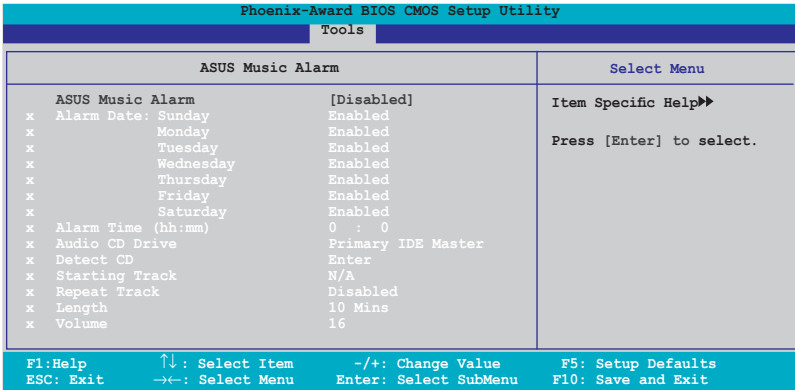 Phoenix-Award BIOS CMOS Setup Utility
Tools
ASUS Music Alarm
Select Menu
ASUS Music Alarm [Disabled]
x Alarm Date: Sunday Enabled
x Monday Enabled
x Tuesday Enabled
x Wednesday Enabled
x Thursday Enabled
x Friday Enabled
x Saturday Enabled
x Alarm Time (hh:mm) 0 : 0
x Audio CD Drive Primary IDE Master
x Detect CD Enter
x Starting Track N/A
x Repeat Track Disabled
x Length 10 Mins
x Volume 16
Item Specific Help▶▶
Press [Enter] to select.
F1:Help ↑↓: Select Item -/+: Change Value F5: Setup Defaults
ESC: Exit →←: Select Menu Enter: Select SubMenu F10: Save and Exit